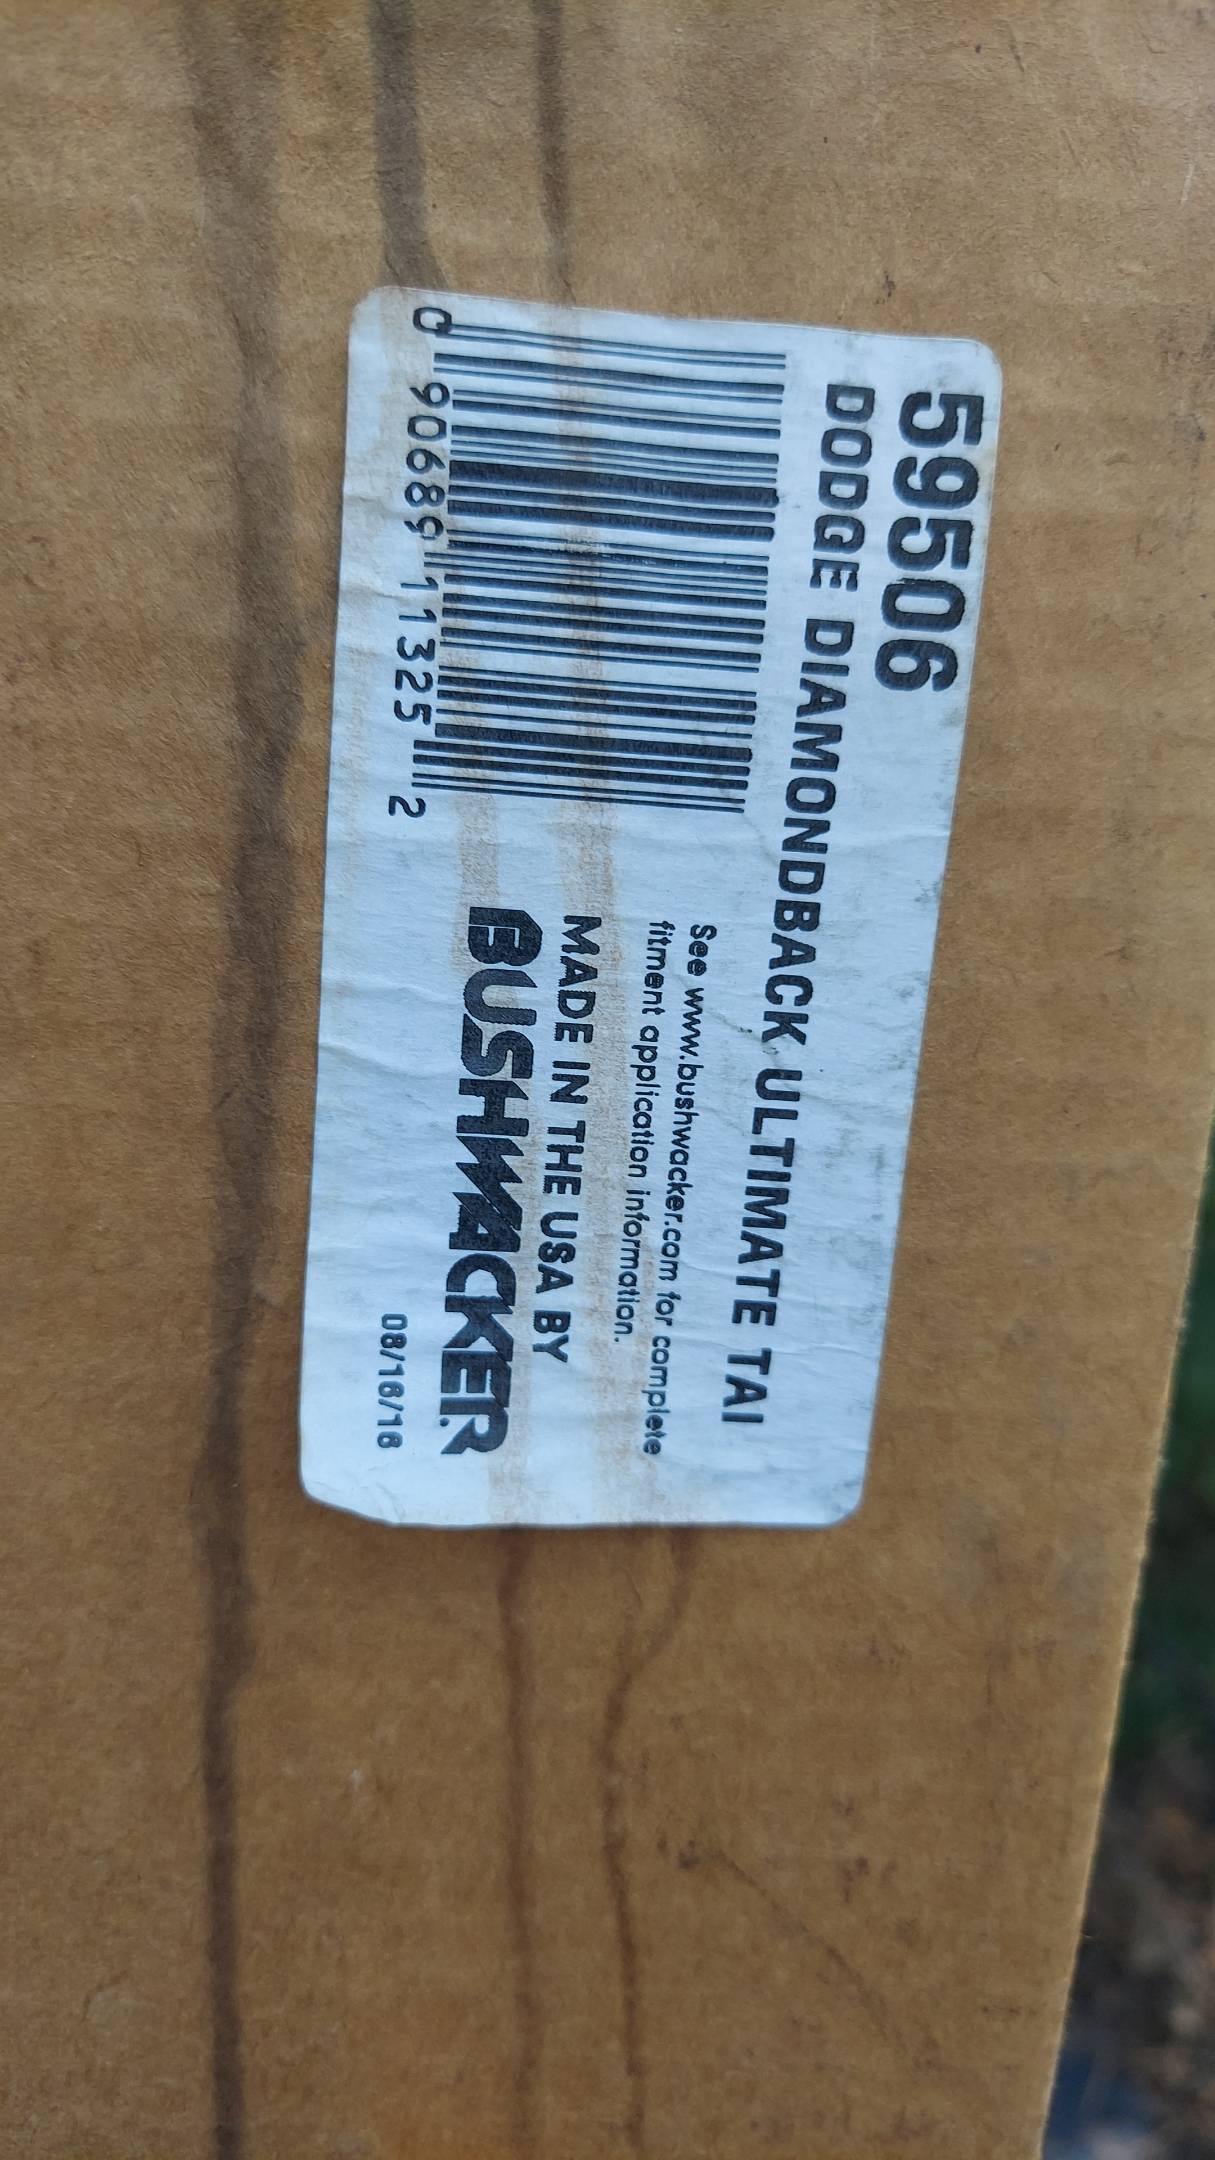 59506
DODGE DIAMONDBACK ULTIMATE TAI
See www.bushwacker.com for complete
fitment application information.
MADE IN THE USA BY
BUSHWACKER
0 90689 11325 2
08/16/16